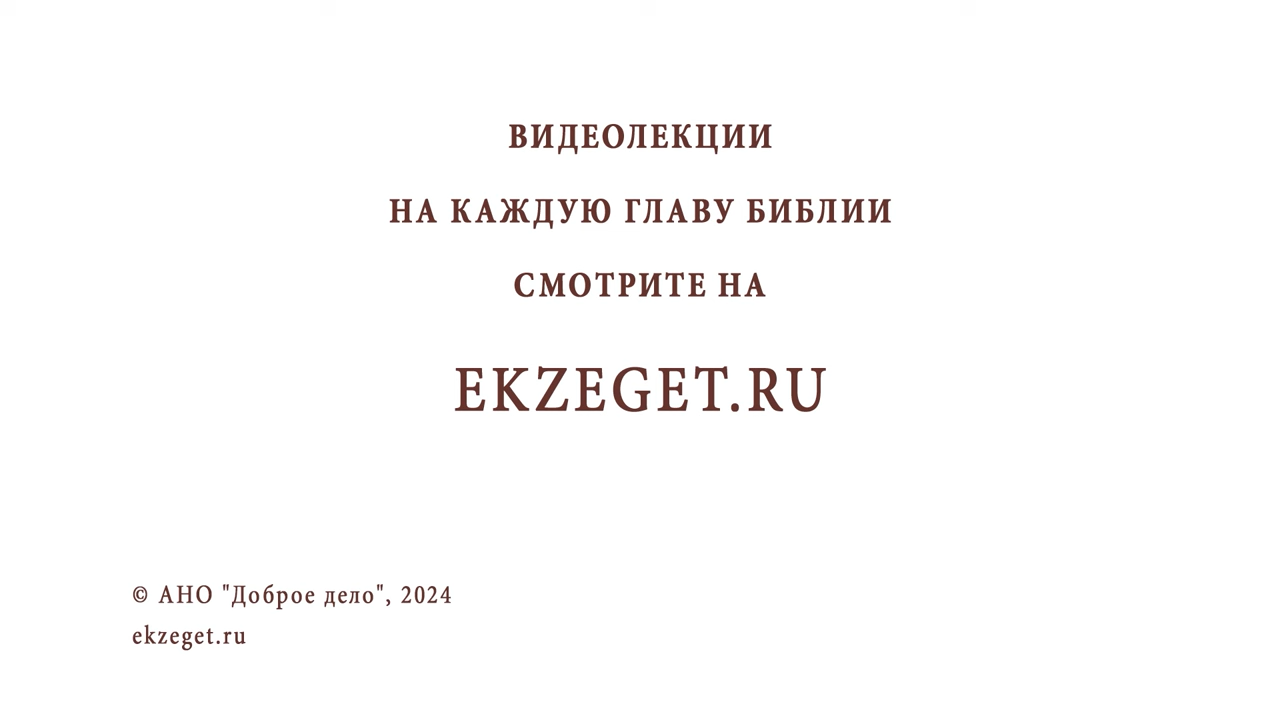 ВИДЕОЛЕКЦИИ
НА КАЖДУЮ ГЛАВУ БИБЛИИ
СМОТРИТЕ НА
EKZEGET.RU
© АНО "Доброе дело", 2024
ekzeget.ru